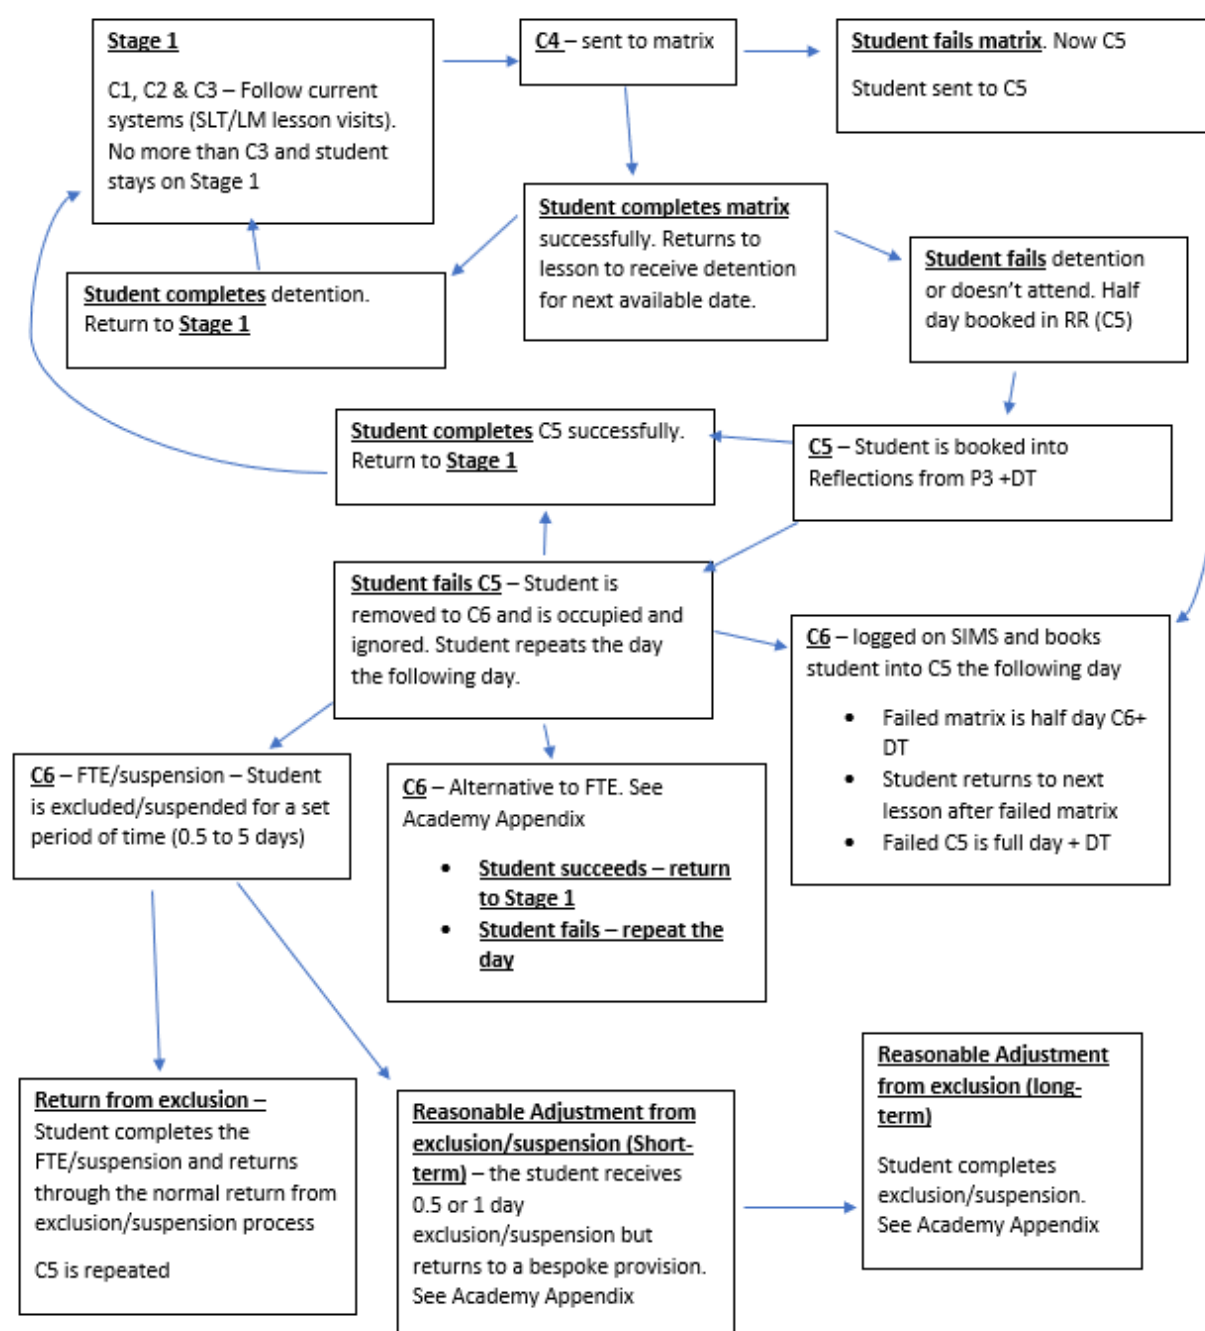 Stage 1
C1, C2 & C3 – Follow current
systems (SLT/LM lesson visits).
No more than C3 and student
stays on Stage 1
C4 – sent to matrix
Student fails matrix. Now C5
Student sent to C5
Student completes matrix
successfully. Returns to
lesson to receive detention
for next available date.
Student fails detention
or doesn't attend. Half
day booked in RR (C5)
Student completes detention.
Return to Stage 1
Student completes C5 successfully.
Return to Stage 1
C5 – Student is booked into
Reflections from P3 +DT
Student fails C5 – Student is
removed to C6 and is occupied and
ignored. Student repeats the day
the following day.
C6 – logged on SIMS and books
student into C5 the following day
• Failed matrix is half day C6+
DT
• Student returns to next
lesson after failed matrix
• Failed C5 is full day + DT
C6 – FTE/suspension – Student
is excluded/suspended for a set
period of time (0.5 to 5 days)
C6 – Alternative to FTE. See
Academy Appendix
• Student succeeds – return
to Stage 1
• Student fails – repeat the
day
Return from exclusion –
Student completes the
FTE/suspension and returns
through the normal return from
exclusion/suspension process
C5 is repeated
Reasonable Adjustment from
exclusion/suspension (Short-
term) – the student receives
0.5 or 1 day
exclusion/suspension but
returns to a bespoke provision.
See Academy Appendix
Reasonable Adjustment
from exclusion (long-
term)
Student completes
exclusion/suspension.
See Academy Appendix